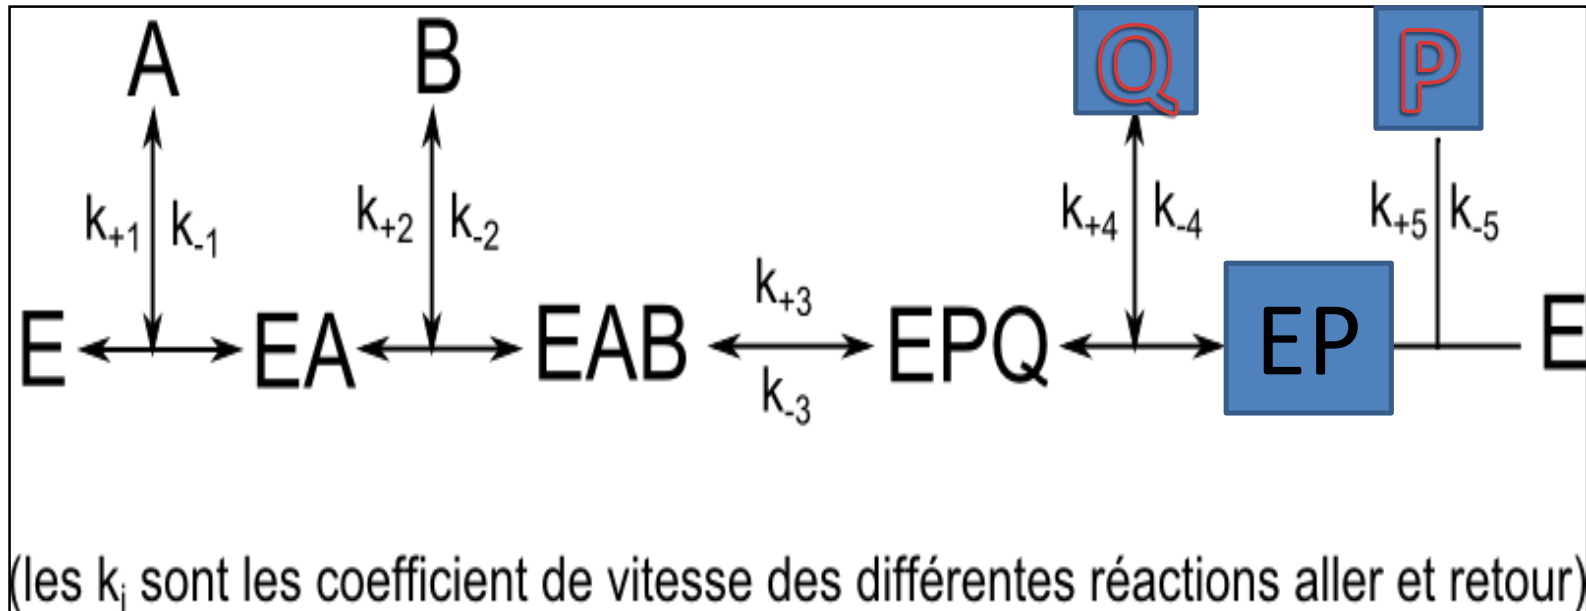 A B Q P
k+1 k-1 k+2 k-2 k+4 k-4 k+5 k-5
k+3
E EA EAB EPQ EP E
k-3
(les ki sont les coefficient de vitesse des différentes réactions aller et retour)